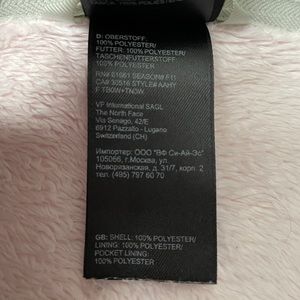 D: OBERSTOFF:
100% POLYESTER/
FUTTER: 100% POLYESTER/
TASCHENFUTTERSTOFF:
100% POLYESTER
RN# 61661 SEASON# F11
CA# 30516 STYLE# AAHY
F TB0W+TN3W
VF International SAGL
The North Face
Via Senago, 42/E
6912 Pazzallo - Lugano
Switzerland (CH)
Импортер: ООО "ВФ Си-Ай-Эс"
105066, г.Москва, ул.
Новорязанская, д. 31/7, корп. 2
тел. (495) 797 60 70
GB: SHELL: 100% POLYESTER/
LINING: 100% POLYESTER/
POCKET LINING:
100% POLYESTER